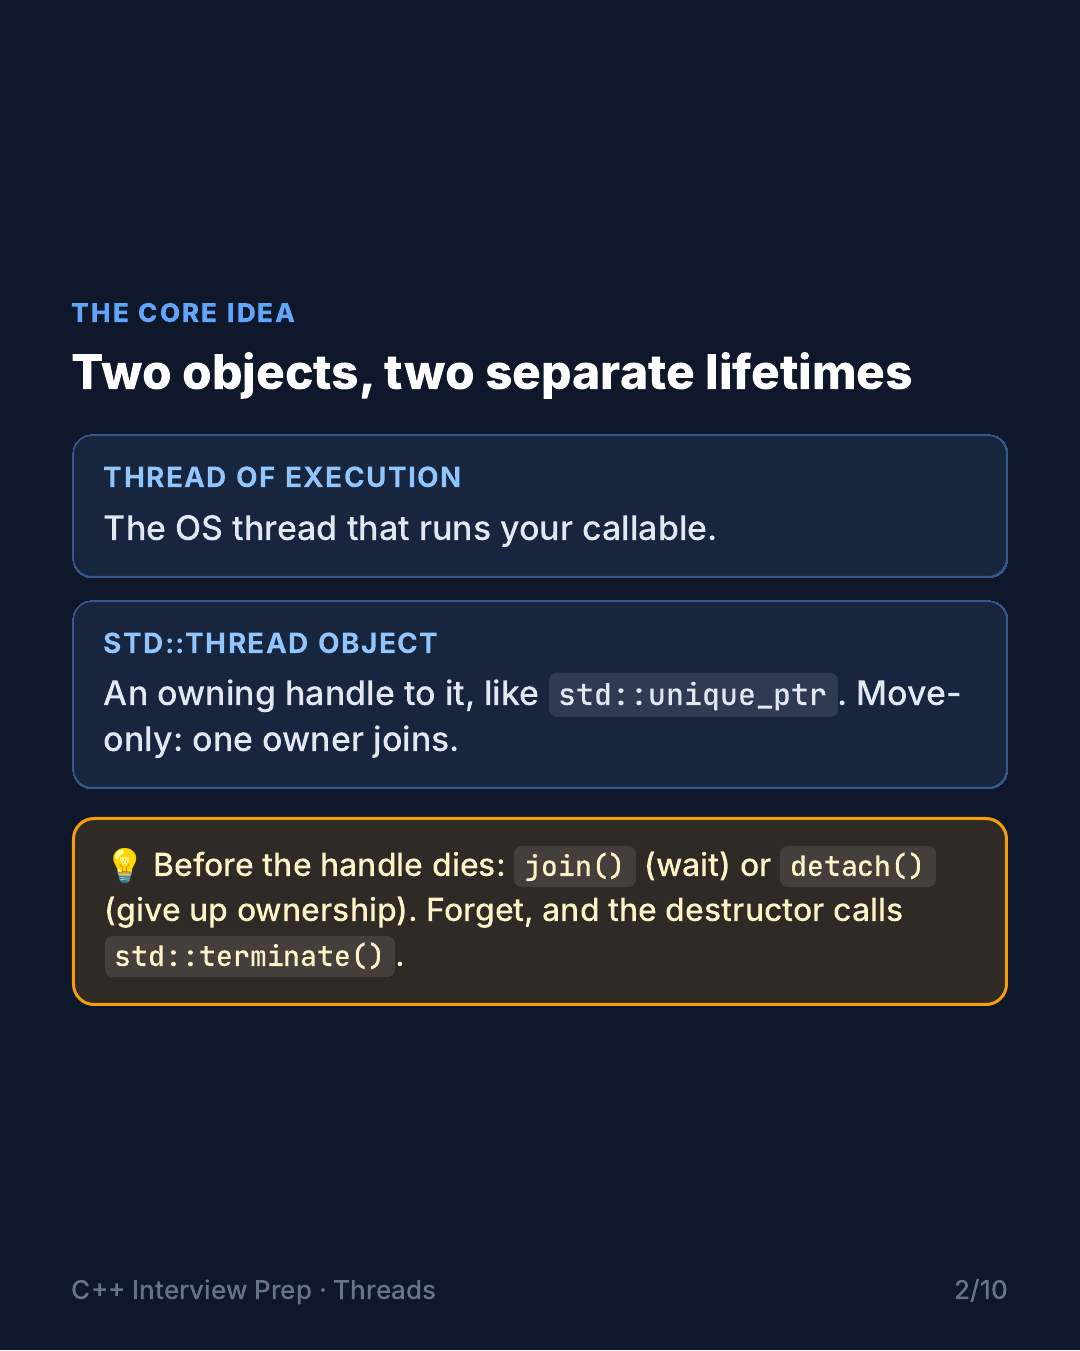 THE CORE IDEA
Two objects, two separate lifetimes
THREAD OF EXECUTION
The OS thread that runs your callable.
STD::THREAD OBJECT
An owning handle to it, like std::unique_ptr. Move-
only: one owner joins.
💡 Before the handle dies: join() (wait) or detach()
(give up ownership). Forget, and the destructor calls
std::terminate().
C++ Interview Prep · Threads
2/10